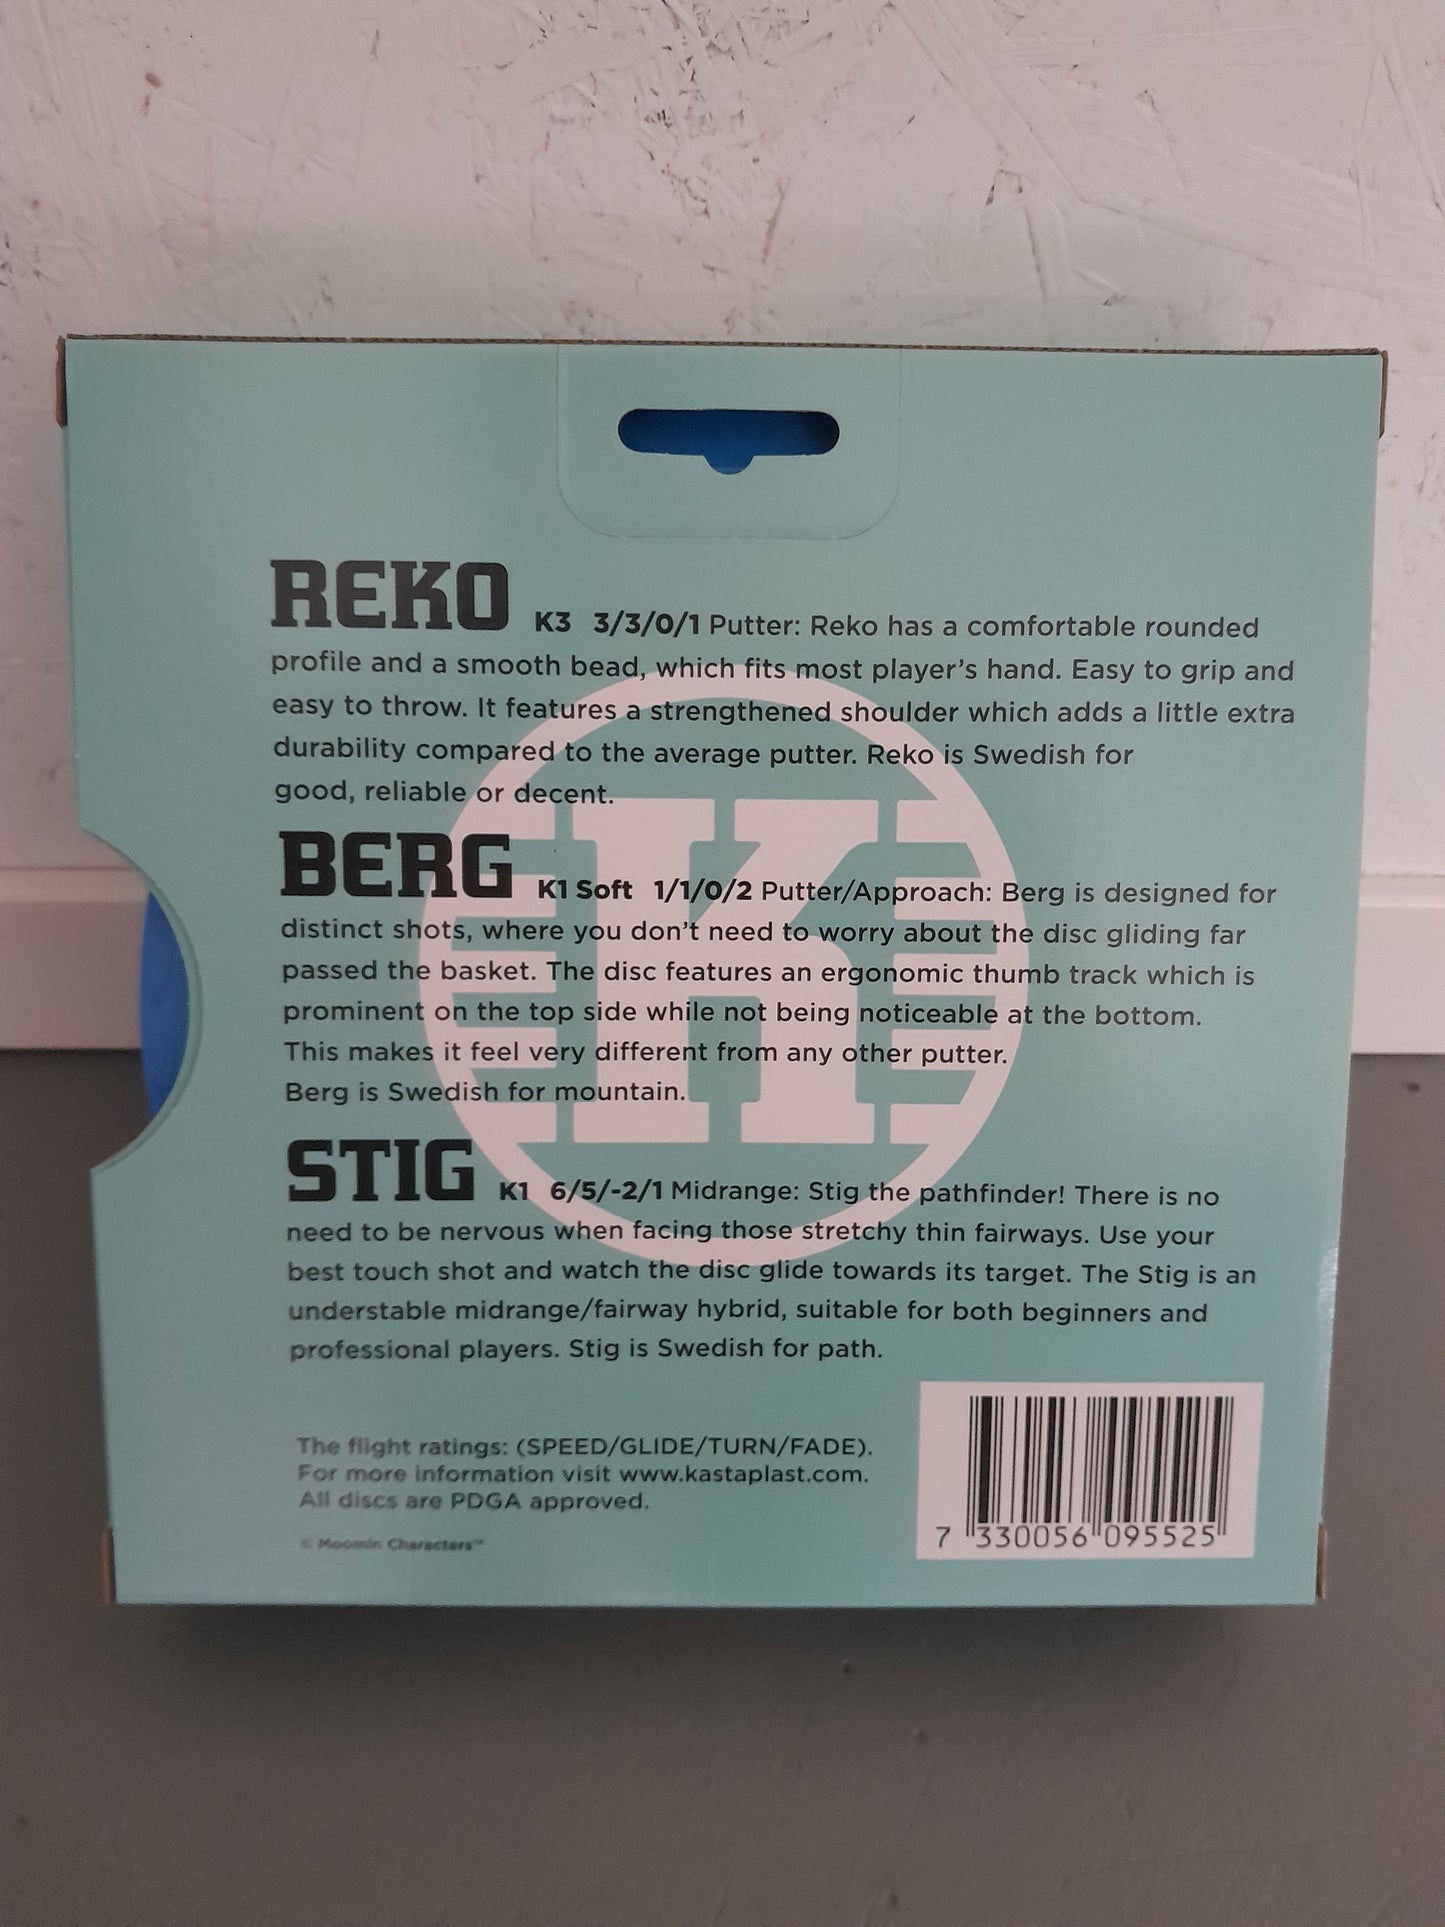 REKO K3 3/3/0/1 Putter: Reko has a comfortable rounded
profile and a smooth bead, which fits most player's hand. Easy to grip and
easy to throw. It features a strengthened shoulder which adds a little extra
durability compared to the average putter. Reko is Swedish for
good, reliable or decent.
BERG K1 Soft 1/1/0/2 Putter/Approach: Berg is designed for
distinct shots, where you don't need to worry about the disc gliding far
passed the basket. The disc features an ergonomic thumb track which is
prominent on the top side while not being noticeable at the bottom.
This makes it feel very different from any other putter.
Berg is Swedish for mountain.
STIG K1 6/5/-2/1 Midrange: Stig the pathfinder! There is no
need to be nervous when facing those stretchy thin fairways. Use your
best touch shot and watch the disc glide towards its target. The Stig is an
understable midrange/fairway hybrid, suitable for both beginners and
professional players. Stig is Swedish for path.
The flight ratings: (SPEED/GLIDE/TURN/FADE).
For more information visit www.kastaplast.com.
All discs are PDGA approved.
© Moomin Characters™
7 330056 095525
K